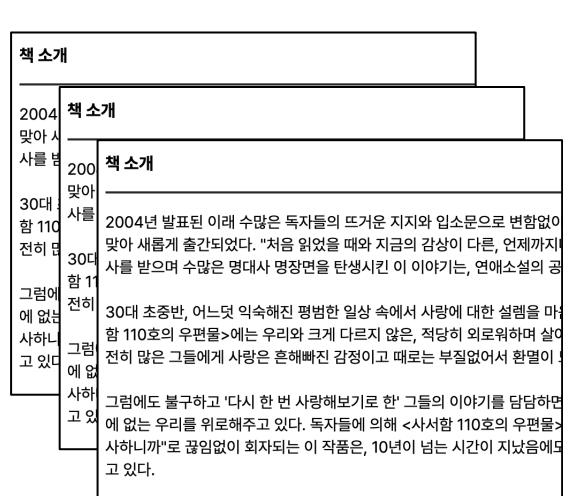 책 소개
2004
맞아
사를
30대
함 110
전히
그럼에
에 없는
사하니
고 있다
책 소개
200
맞아
사를
30대
함 11
전히
그럼
에 없
사하
고 있
책 소개
2004년 발표된 이래 수많은 독자들의 뜨거운 지지와 입소문으로 변함없이
맞아 새롭게 출간되었다. "처음 읽었을 때와 지금의 감상이 다른, 언제까지나
사를 받으며 수많은 명대사 명장면을 탄생시킨 이 이야기는, 연애소설의 공
30대 초중반, 어느덧 익숙해진 평범한 일상 속에서 사랑에 대한 설렘을 마
함 110호의 우편물>에는 우리와 크게 다르지 않은, 적당히 외로워하며 살아
전히 많은 그들에게 사랑은 흔해빠진 감정이고 때로는 부질없어서 환멸이
그럼에도 불구하고 '다시 한 번 사랑해보기로 한' 그들의 이야기를 담담하면
에 없는 우리를 위로해주고 있다. 독자들에 의해 <사서함 110호의 우편물>
사하니까"로 끊임없이 회자되는 이 작품은, 10년이 넘는 시간이 지났음에도
고 있다.